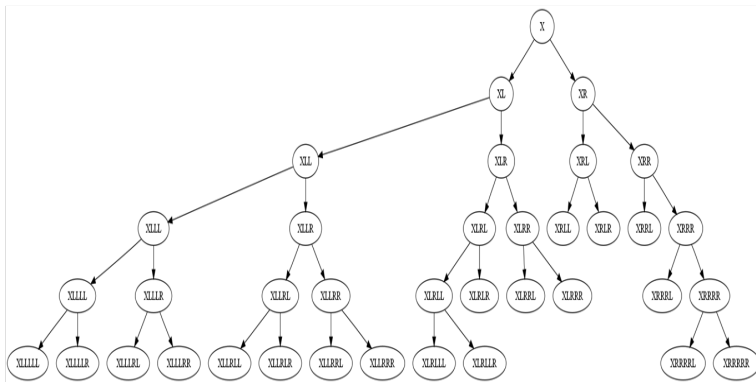 X
XL XR
XLL XLR XRL XRR
XLLL XLLR XLRL XLRR XRLL XRLR XRRL XRRR
XLLLL XLLLR XLLRL XLLRR XLRLL XLRLR XLRRL XLRRR XRRRL XRRRR
XLLLLL XLLLLR XLLLRL XLLLRR XLLRLL XLLRLR XLLRRL XLLRRR XLRLLL XLRLLR XRRRRL XRRRRR